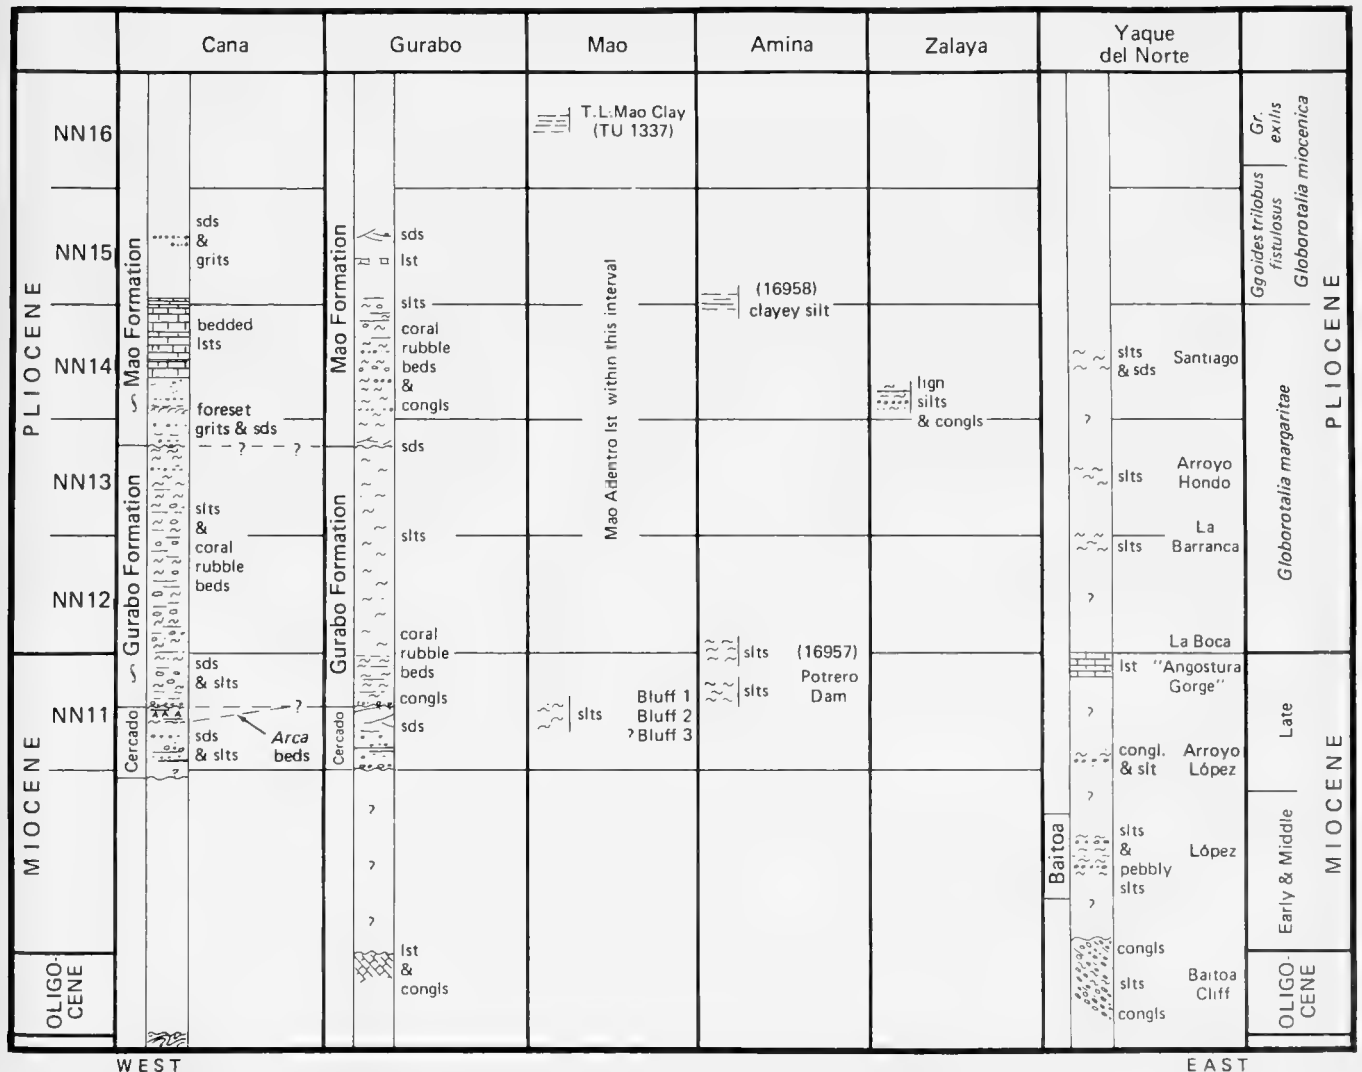 Cana
Gurabo
Mao
Amina
Zalaya
Yaque
del Norte
PLIOCENE
MIOCENE
OLIGO-
CENE
NN16
NN15
NN14
NN13
NN12
NN11
Mao Formation
Gurabo Formation
Cercado
sds
&
grits
bedded
lsts
foreset
grits & sds
? ?
slts
&
coral
rubble
beds
sds
& slts
?
Arca
beds
sds
& slts
?
Mao Formation
Gurabo Formation
Cercado
sds
lst
slts
coral
rubble
beds
&
congls
sds
slts
coral
rubble
beds
congls
sds
?
?
?
lst
&
congls
T.L. Mao Clay
(TU 1337)
Mao Adentro lst within this interval
slts
Bluff 1
Bluff 2
? Bluff 3
(16958)
clayey silt
slts (16957)
slts
Potrero
Dam
lign
silts
& congls
slts
& sds
Santiago
?
slts
Arroyo
Hondo
slts
La
Barranca
?
La Boca
lst "Angostura
Gorge"
?
congl.
& slt
Arroyo
López
?
Baitoa
slts
&
pebbly
slts
López
?
congls
slts
congls
Baitoa
Cliff
Gr.
exilis
Ggoides trilobus
fistulosus
Globorotalia miocenica
Globorotalia margaritae
Late
Early & Middle
PLIOCENE
MIOCENE
OLIGO-
CENE
WEST
EAST